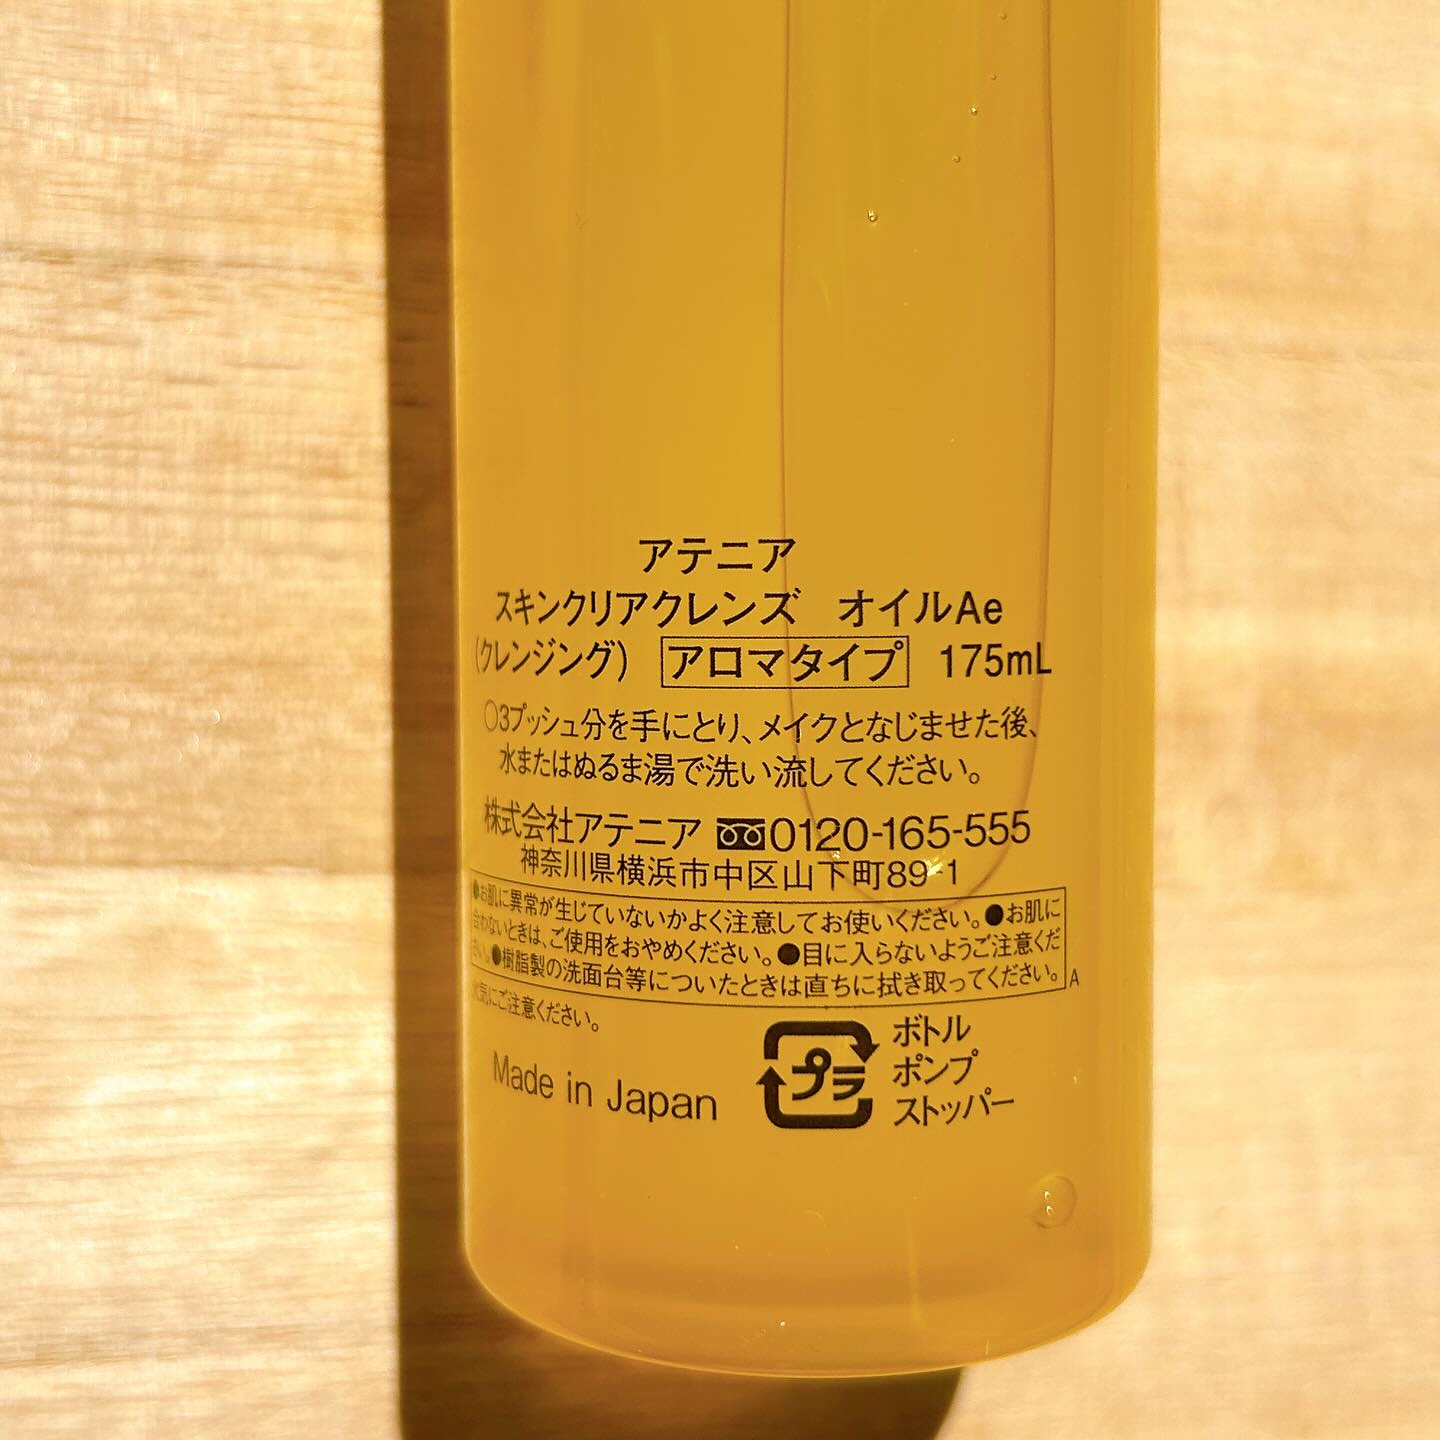 アテニア
スキンクリアクレンズ オイルAe
(クレンジング) アロマタイプ 175mL
○3プッシュ分を手にとり、メイクとなじませた後、
水またはぬるま湯で洗い流してください。
株式会社アテニア 0120-165-555
神奈川県横浜市中区山下町89-1
●お肌に異常が生じていないかよく注意してお使いください。●お肌に
合わないときは、ご使用をおやめください。●目に入らないようご注意くだ
さい。●樹脂製の洗面台等についたときは直ちに拭き取ってください。 A
火気にご注意ください。
Made in Japan
プラ
ボトル
ポンプ
ストッパー